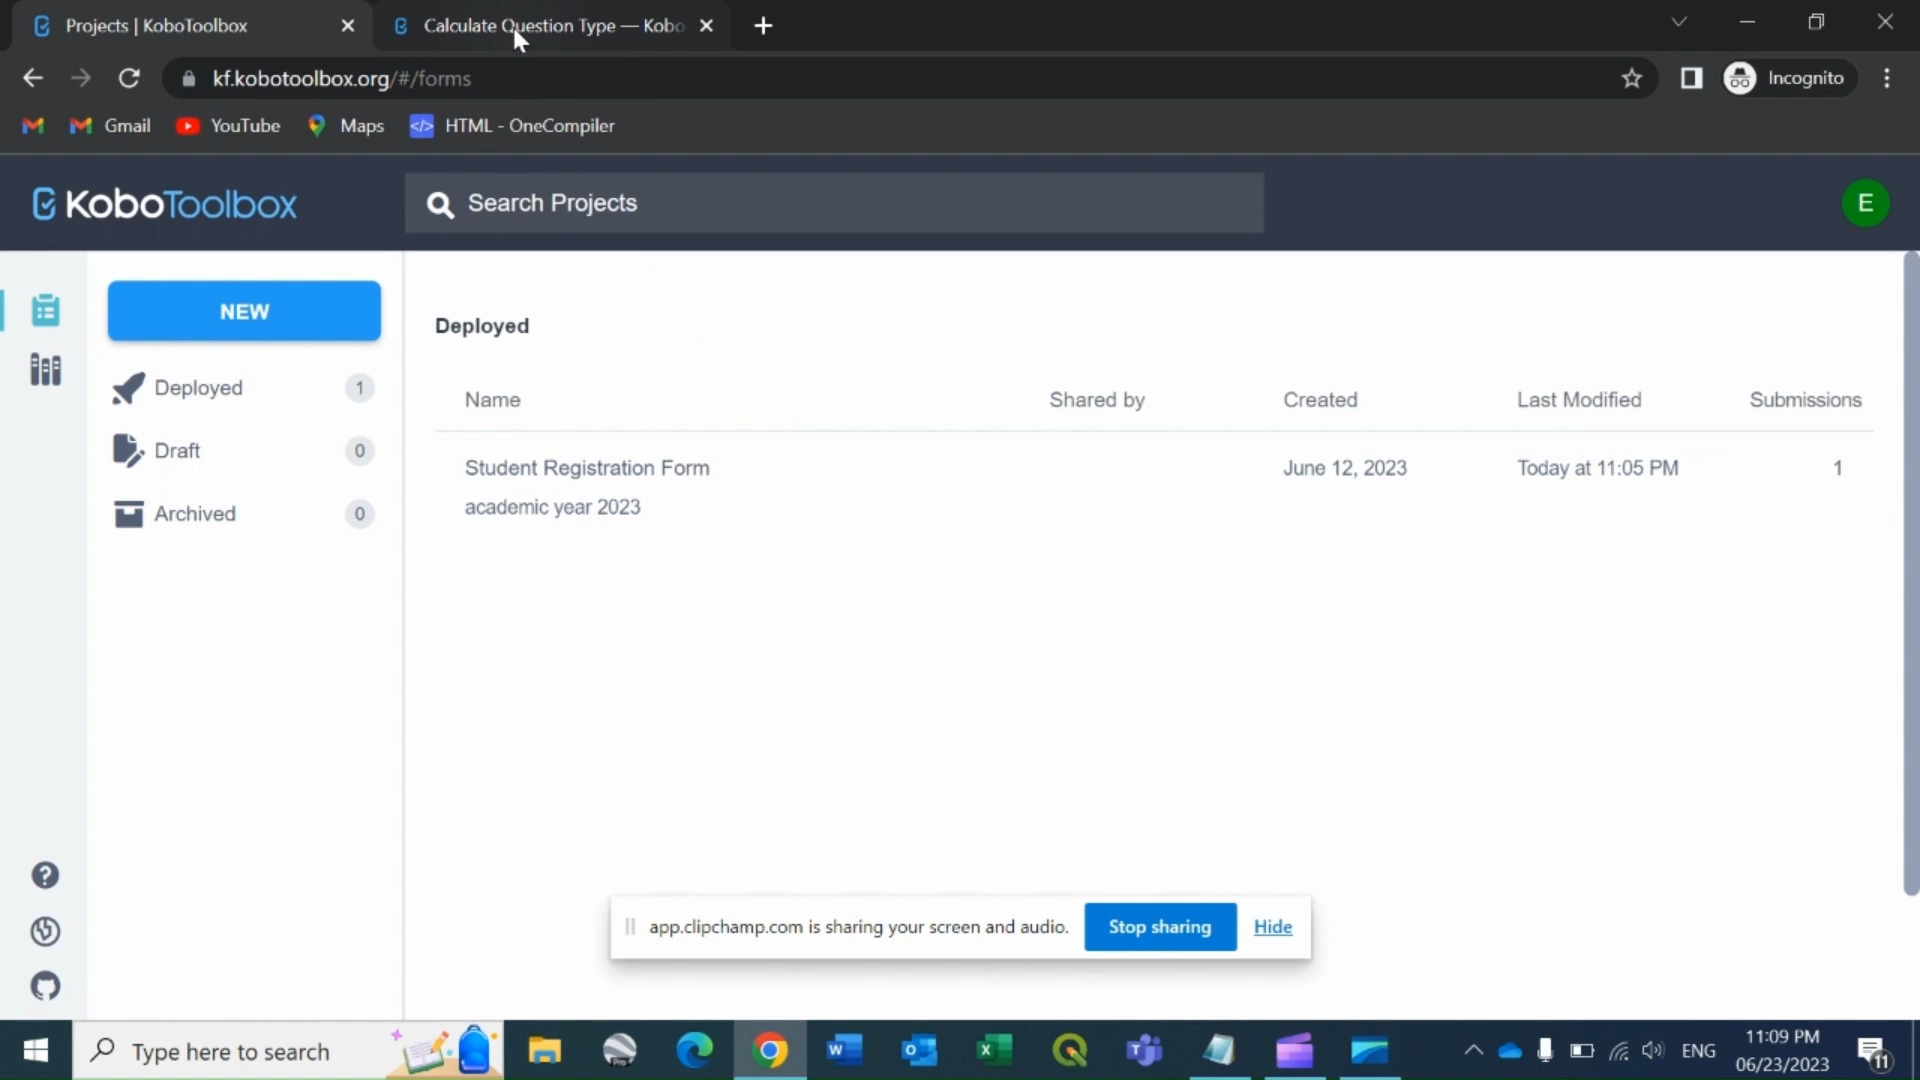 Projects | KoboToolbox
Calculate Question Type — Kobo
kf.kobotoolbox.org/#/forms
Incognito
Gmail
YouTube
Maps
HTML - OneCompiler
KoboToolbox
Search Projects
E
NEW
Deployed 1
Draft 0
Archived 0
Deployed
Name Shared by Created Last Modified Submissions
Student Registration Form June 12, 2023 Today at 11:05 PM 1
academic year 2023
app.clipchamp.com is sharing your screen and audio. Stop sharing Hide
Type here to search
ENG
11:09 PM
06/23/2023
11
Pro